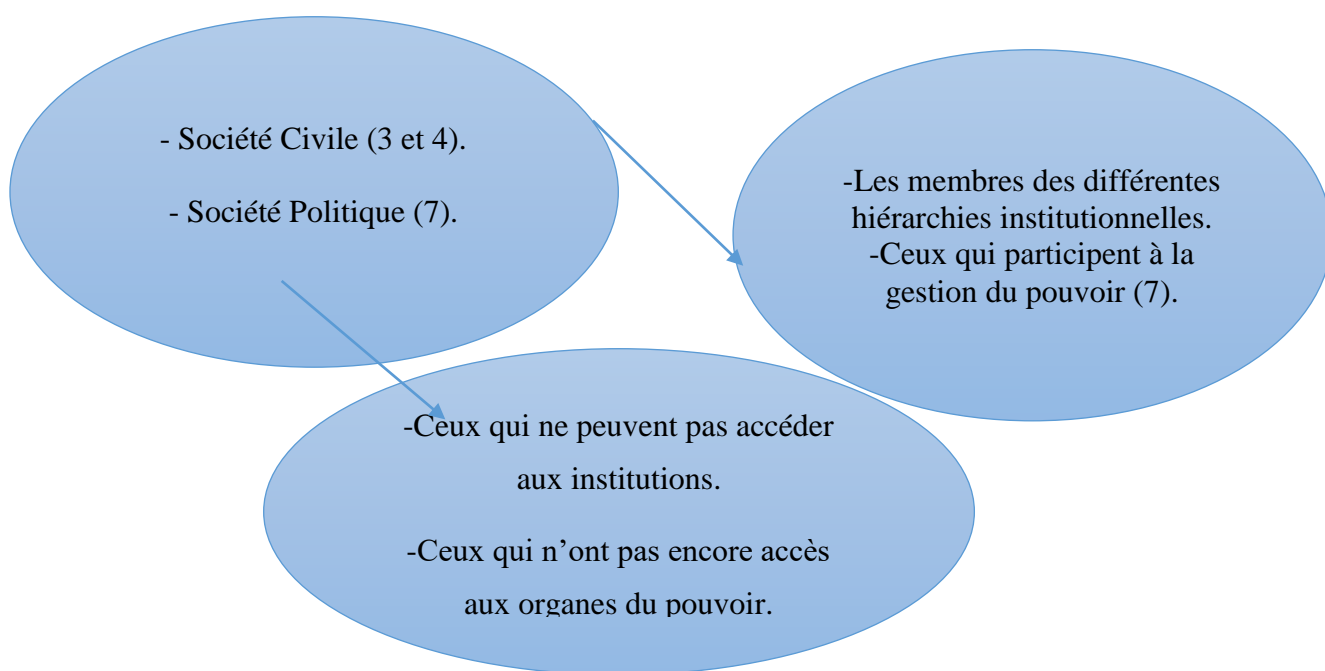 - Société Civile (3 et 4).
- Société Politique (7).
-Les membres des différentes
hiérarchies institutionnelles.
-Ceux qui participent à la
gestion du pouvoir (7).
-Ceux qui ne peuvent pas accéder
aux institutions.
-Ceux qui n’ont pas encore accès
aux organes du pouvoir.